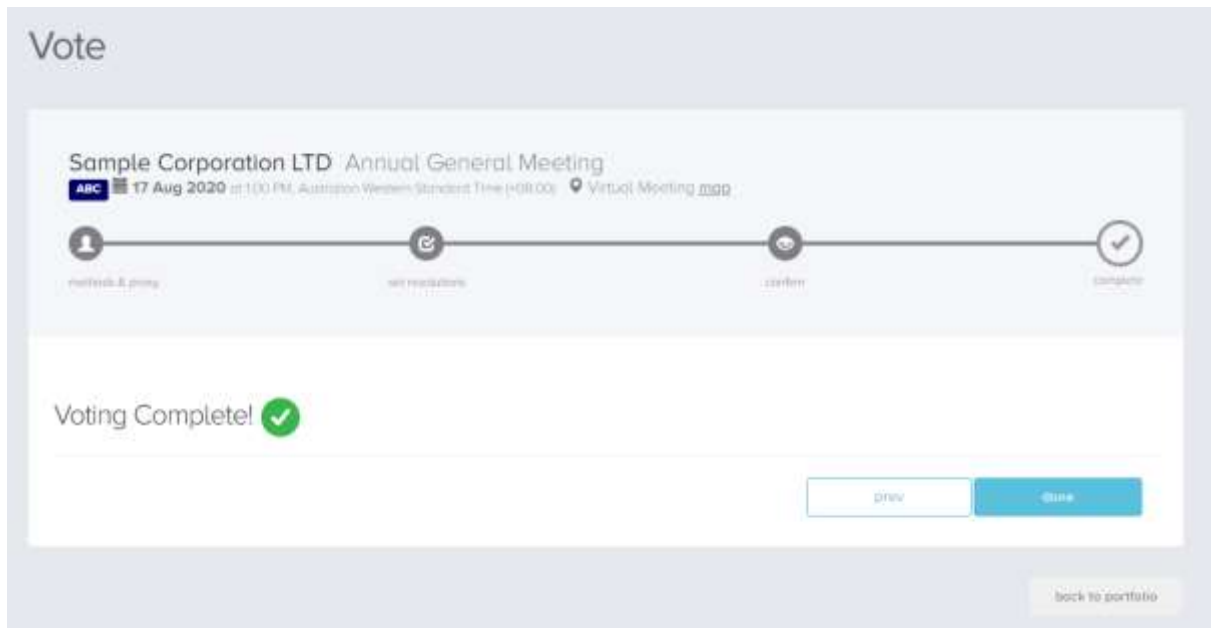 Vote
Sample Corporation LTD Annual General Meeting
ABC 17 Aug 2020 at 1:00 PM, Australian Western Standard Time (+08:00) Virtual Meeting map
methods & proxy set resolutions confirm complete
Voting Complete!
prev done
back to portfolio